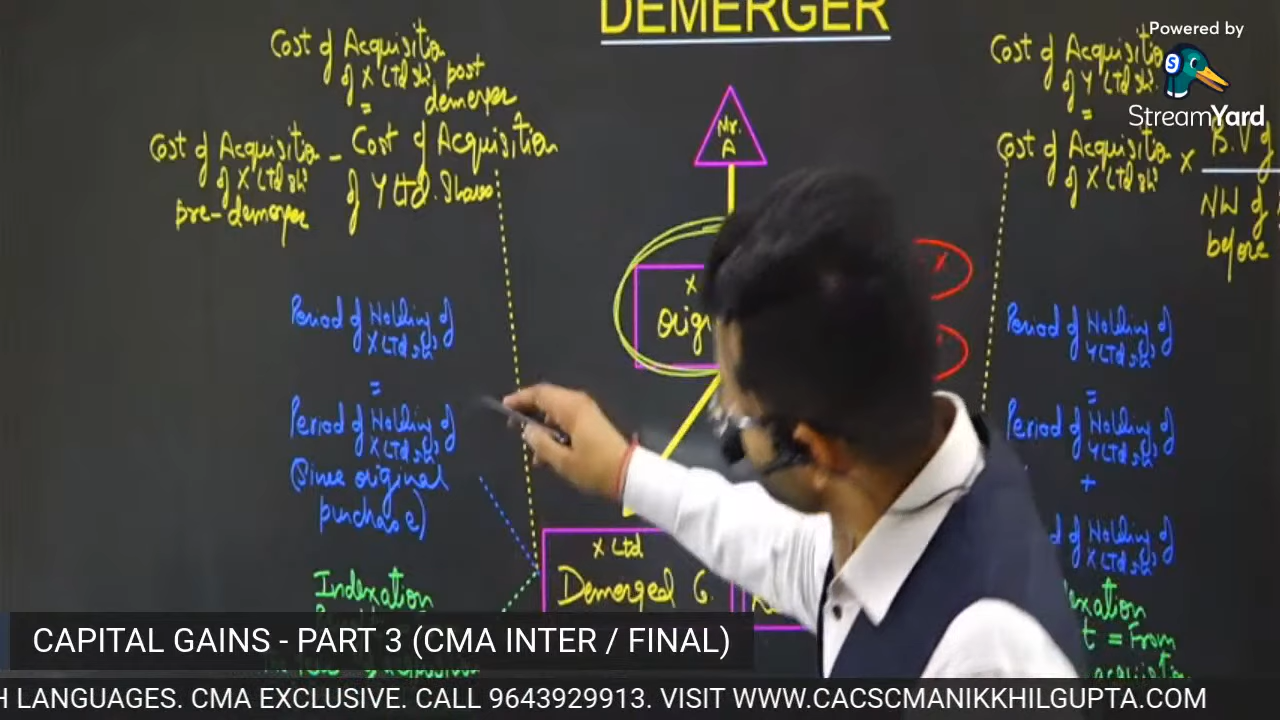 DEMERGER
Powered by
StreamYard
Cost of Acquisition
of X Ltd Sh. post
demerger
=
Cost of Acquisition
of X Ltd Sh.
pre-demerger
- Cost of Acquisition
of Y Ltd. Shares
Mr.
A
Cost of Acquisition
of Y Ltd Sh.
=
Cost of Acquisition
of X Ltd Sh.
×
B.V of
NW of
before
X
X
Period of Holding of
X Ltd Sh.
=
Period of Holding of
X Ltd Sh.
(Since original
purchase)
Period of Holding of
Y Ltd Sh.
=
Period of Holding of
Y Ltd Sh.
+
Holding of
X Ltd Sh.
X Ltd
Demerged Co.
Indexation
= From
CAPITAL GAINS - PART 3 (CMA INTER / FINAL)
H LANGUAGES. CMA EXCLUSIVE. CALL 9643929913. VISIT WWW.CACSCMANIKKHILGUPTA.COM